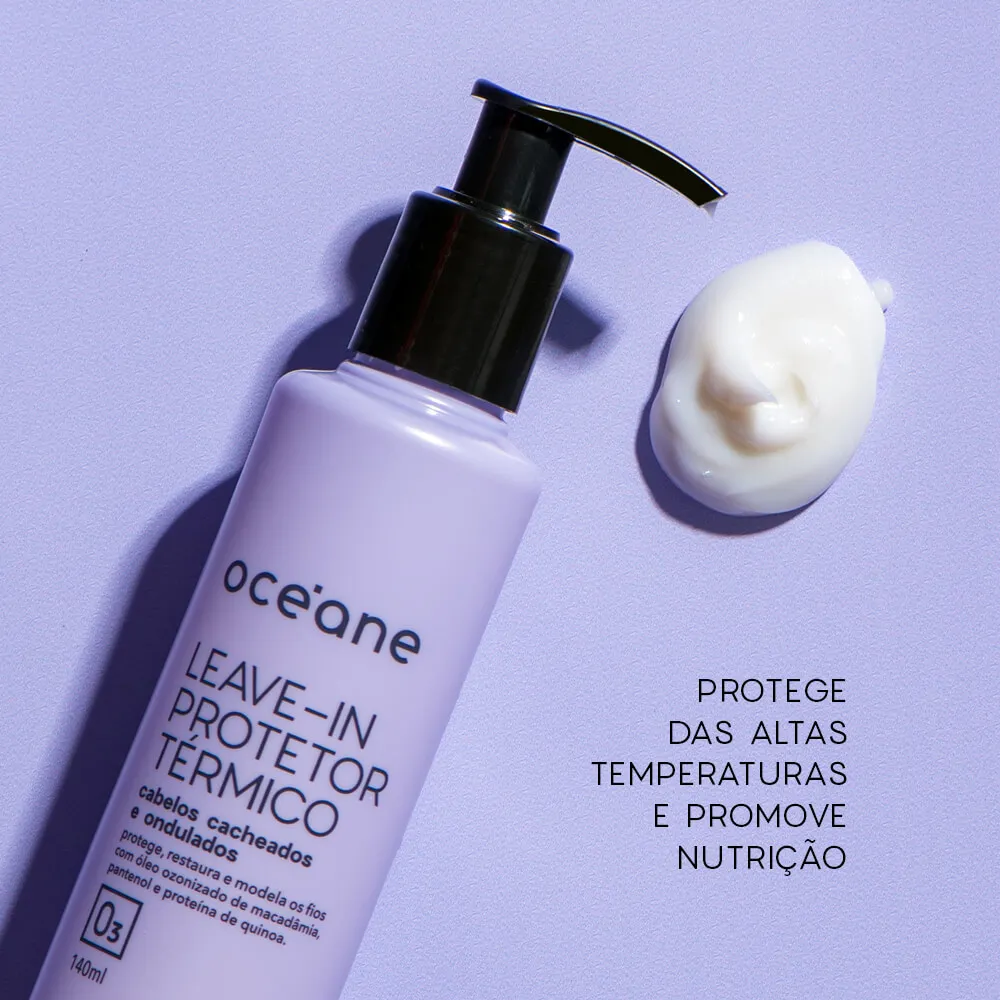 océane
LEAVE-IN
PROTETOR
TÉRMICO
cabelos cacheados
e ondulados
protege, restaura e modela os fios
com óleo ozonizado de macadâmia,
pantenol e proteína de quinoa.
O3
140ml
PROTEGE
DAS ALTAS
TEMPERATURAS
E PROMOVE
NUTRIÇÃO